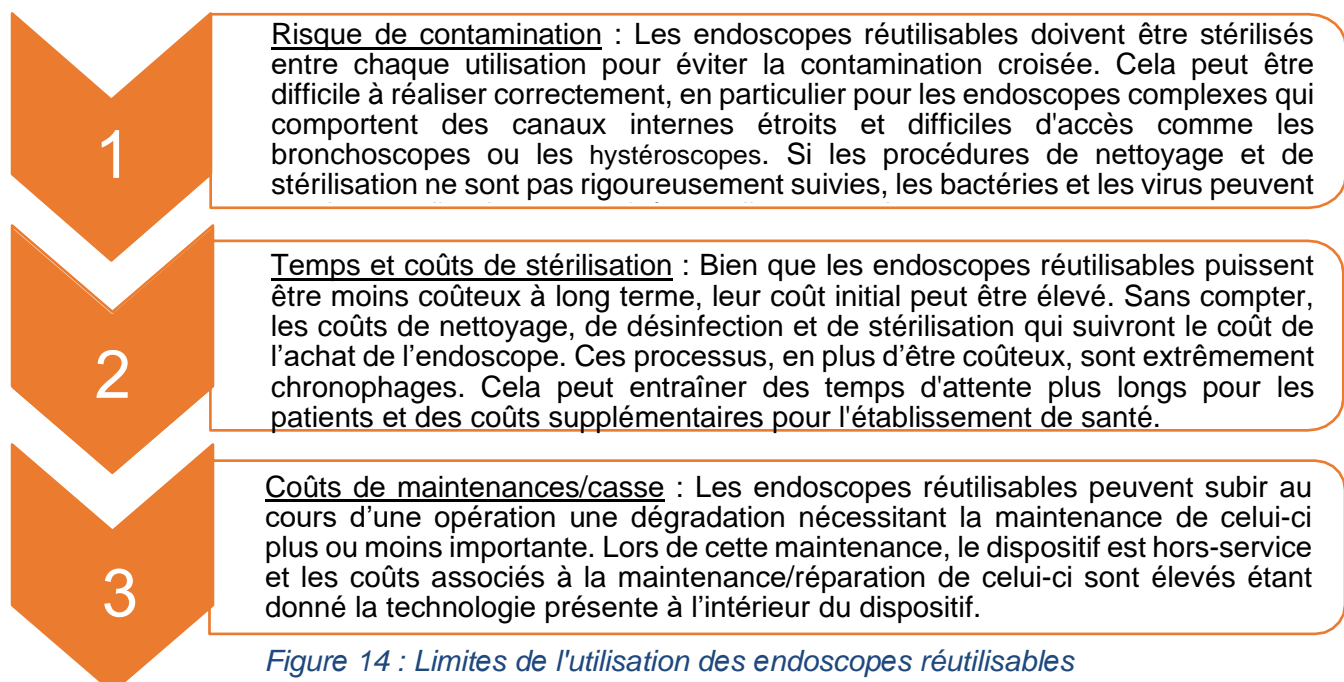 1
Risque de contamination : Les endoscopes réutilisables doivent être stérilisés
entre chaque utilisation pour éviter la contamination croisée. Cela peut être
difficile à réaliser correctement, en particulier pour les endoscopes complexes qui
comportent des canaux internes étroits et difficiles d'accès comme les
bronchoscopes ou les hystéroscopes. Si les procédures de nettoyage et de
stérilisation ne sont pas rigoureusement suivies, les bactéries et les virus peuvent
2
Temps et coûts de stérilisation : Bien que les endoscopes réutilisables puissent
être moins coûteux à long terme, leur coût initial peut être élevé. Sans compter,
les coûts de nettoyage, de désinfection et de stérilisation qui suivront le coût de
l’achat de l’endoscope. Ces processus, en plus d’être coûteux, sont extrêmement
chronophages. Cela peut entraîner des temps d'attente plus longs pour les
patients et des coûts supplémentaires pour l'établissement de santé.
3
Coûts de maintenances/casse : Les endoscopes réutilisables peuvent subir au
cours d’une opération une dégradation nécessitant la maintenance de celui-ci
plus ou moins importante. Lors de cette maintenance, le dispositif est hors-service
et les coûts associés à la maintenance/réparation de celui-ci sont élevés étant
donné la technologie présente à l’intérieur du dispositif.
Figure 14 : Limites de l'utilisation des endoscopes réutilisables